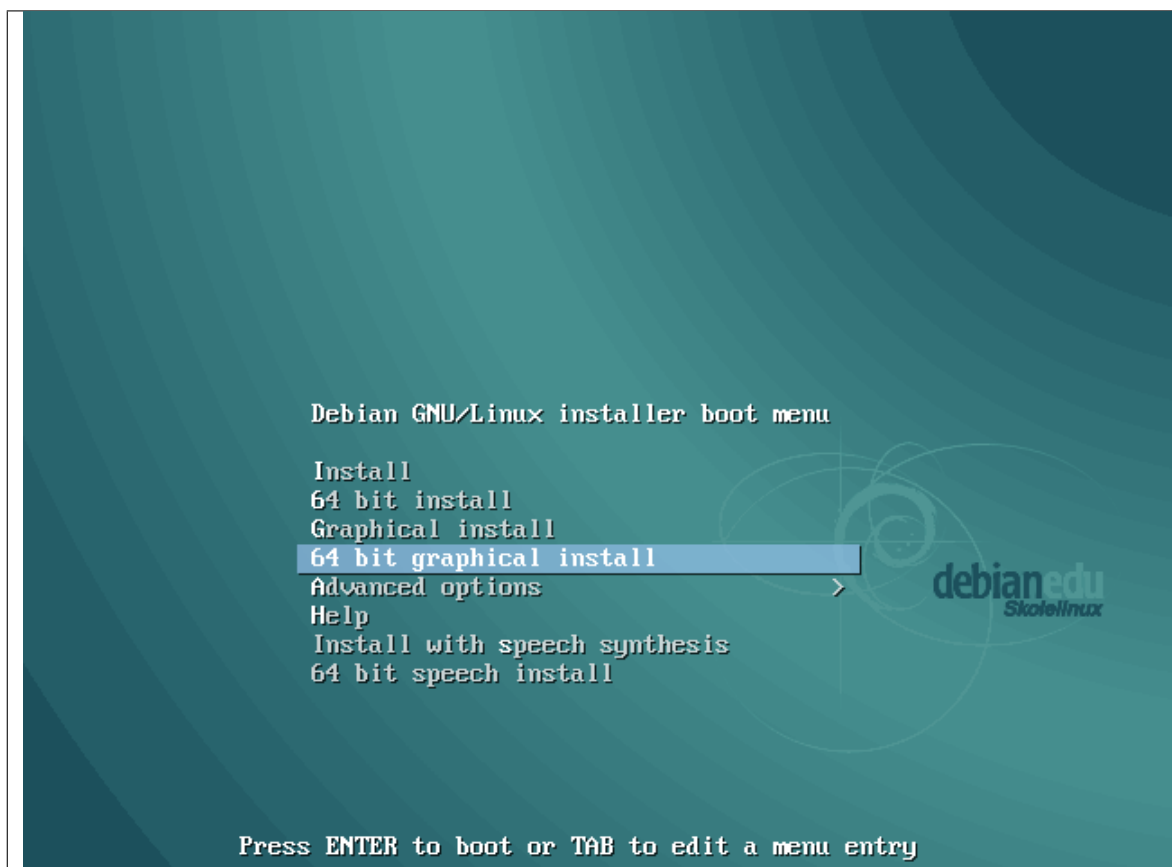 Debian GNU/Linux installer boot menu
Install
64 bit install
Graphical install
64 bit graphical install
Advanced options >
Help
Install with speech synthesis
64 bit speech install
debianedu
Skolelinux
Press ENTER to boot or TAB to edit a menu entry